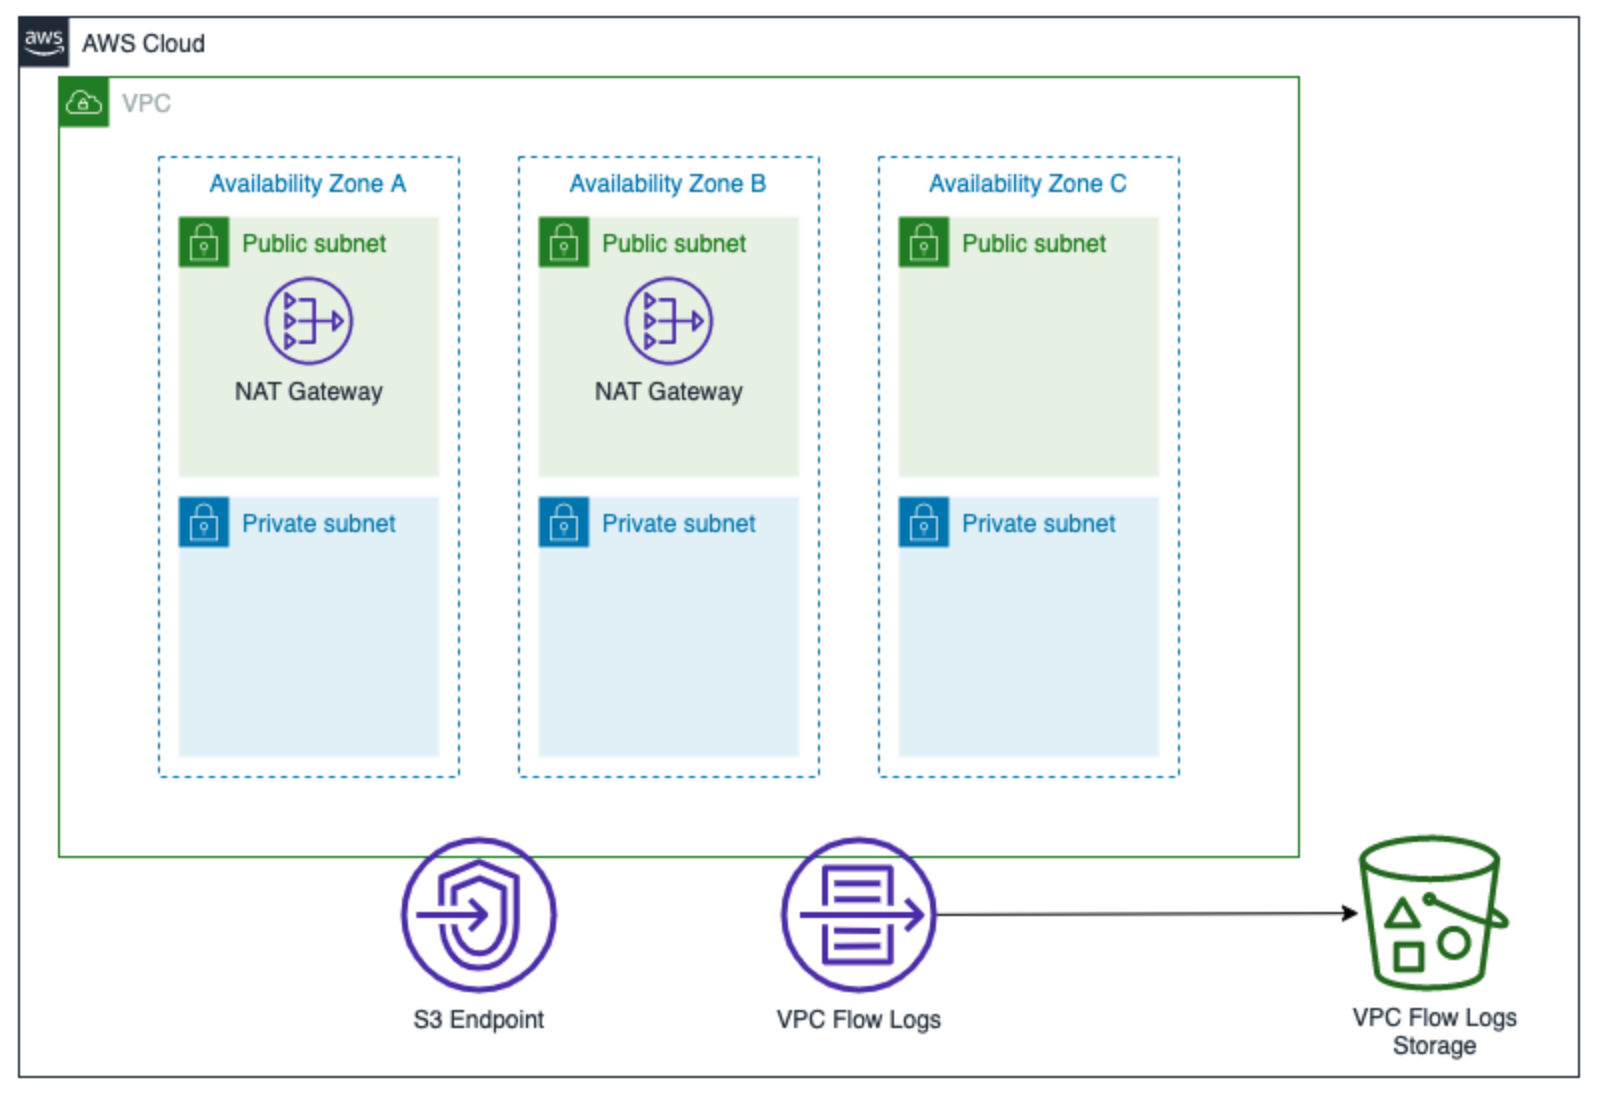 aws
AWS Cloud
VPC
Availability Zone A
Availability Zone B
Availability Zone C
Public subnet
Public subnet
Public subnet
NAT Gateway
NAT Gateway
Private subnet
Private subnet
Private subnet
S3 Endpoint
VPC Flow Logs
VPC Flow Logs
Storage